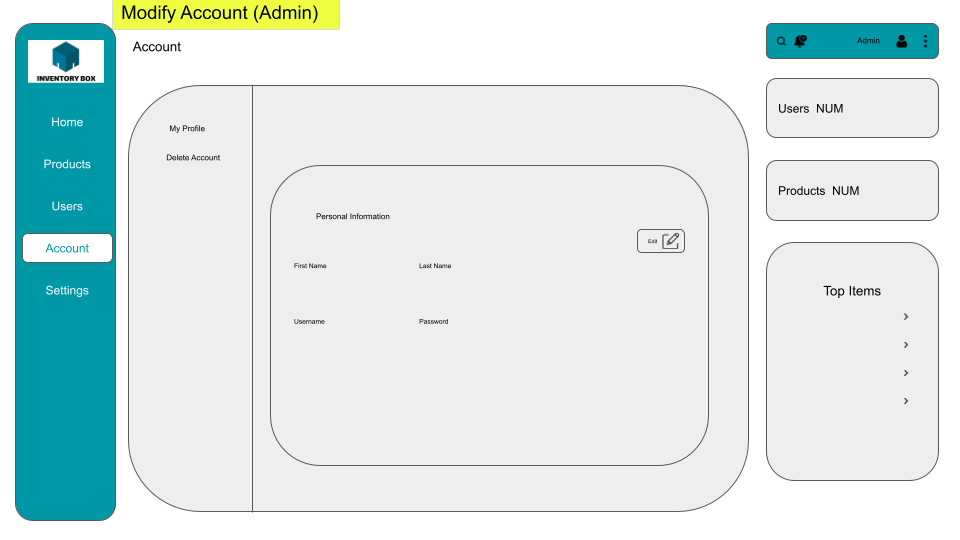 Modify Account (Admin)
INVENTORY BOX
Home
Products
Users
Account
Settings
Account
My Profile
Delete Account
Personal Information
Edit
First Name
Last Name
Username
Password
Admin
Users NUM
Products NUM
Top Items